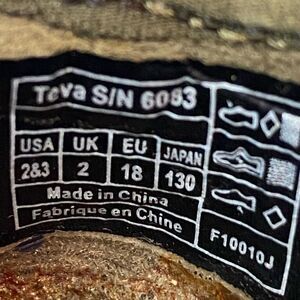 Teva S/N 6083
USA UK EU JAPAN
2&3 2 18 130
Made in China
Fabrique en Chine
F10010J